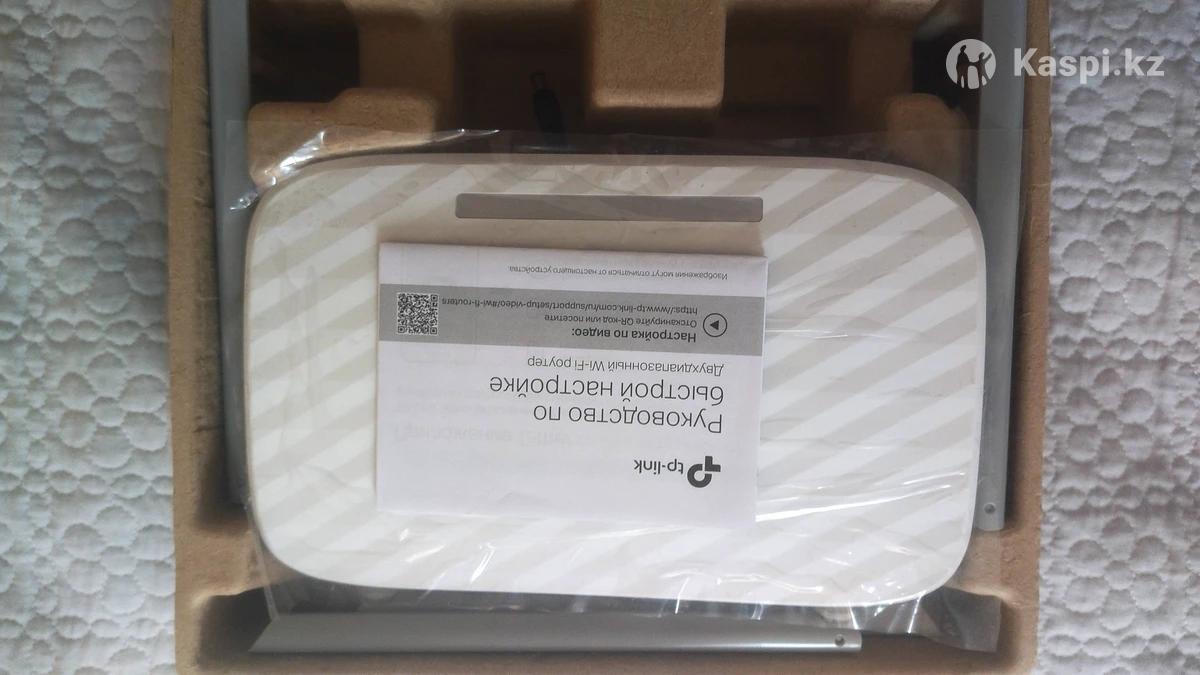 Kaspi.kz
tp-link
Руководство по
быстрой настройке
Двухдиапазонный Wi-Fi роутер
Настройка по видео:
Отсканируйте QR-код или посетите
https://www.tp-link.com/ru/support/setup-video/#wi-fi-routers
Изображения могут отличаться от настоящего устройства.